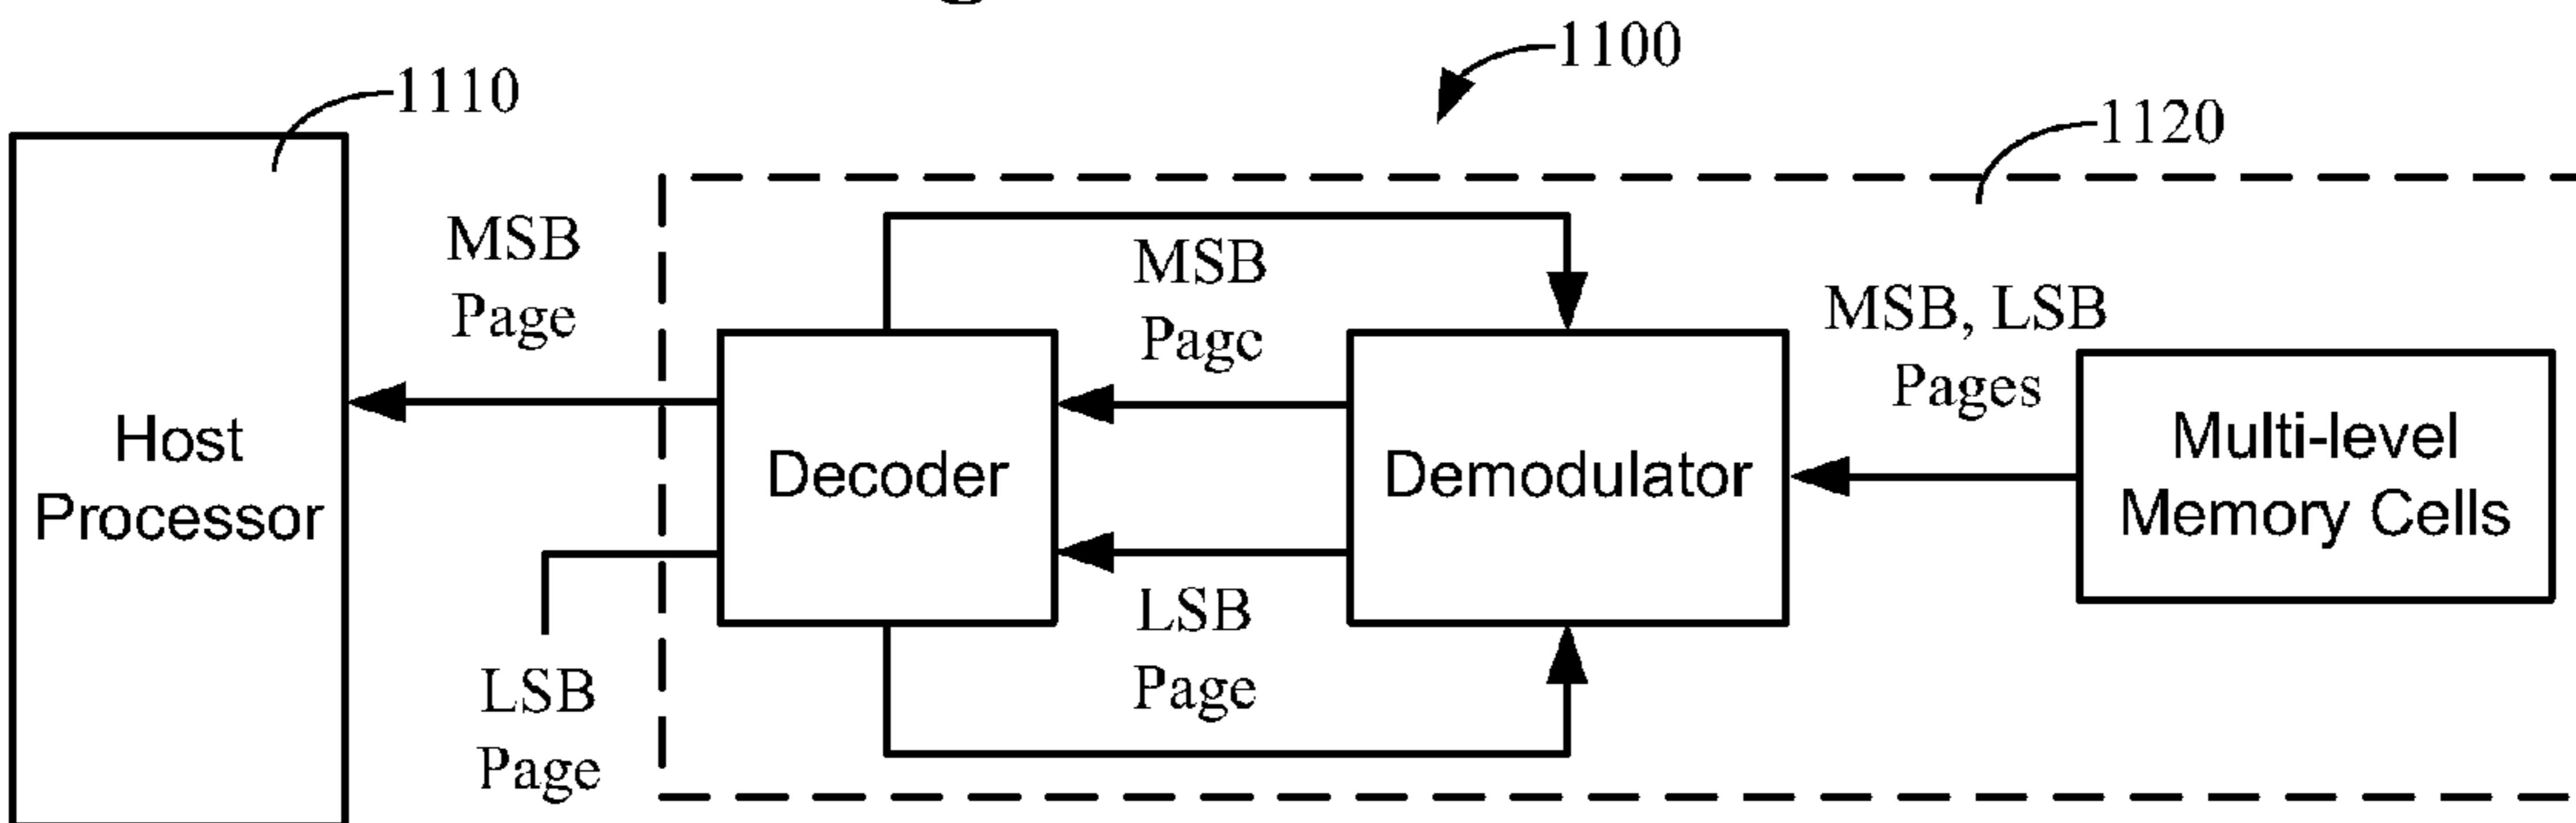 1100
1110
1120
MSB
Page
MSB
Page
MSB, LSB
Pages
Host
Processor
Decoder
Demodulator
Multi-level
Memory Cells
LSB
Page
LSB
Page